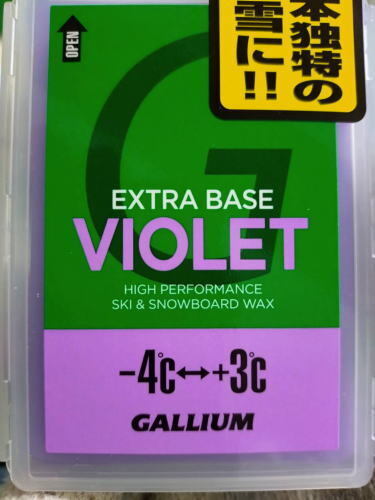 OPEN
本独特の
雪に!!
EXTRA BASE
VIOLET
HIGH PERFORMANCE
SKI & SNOWBOARD WAX
-4℃↔+3℃
GALLIUM